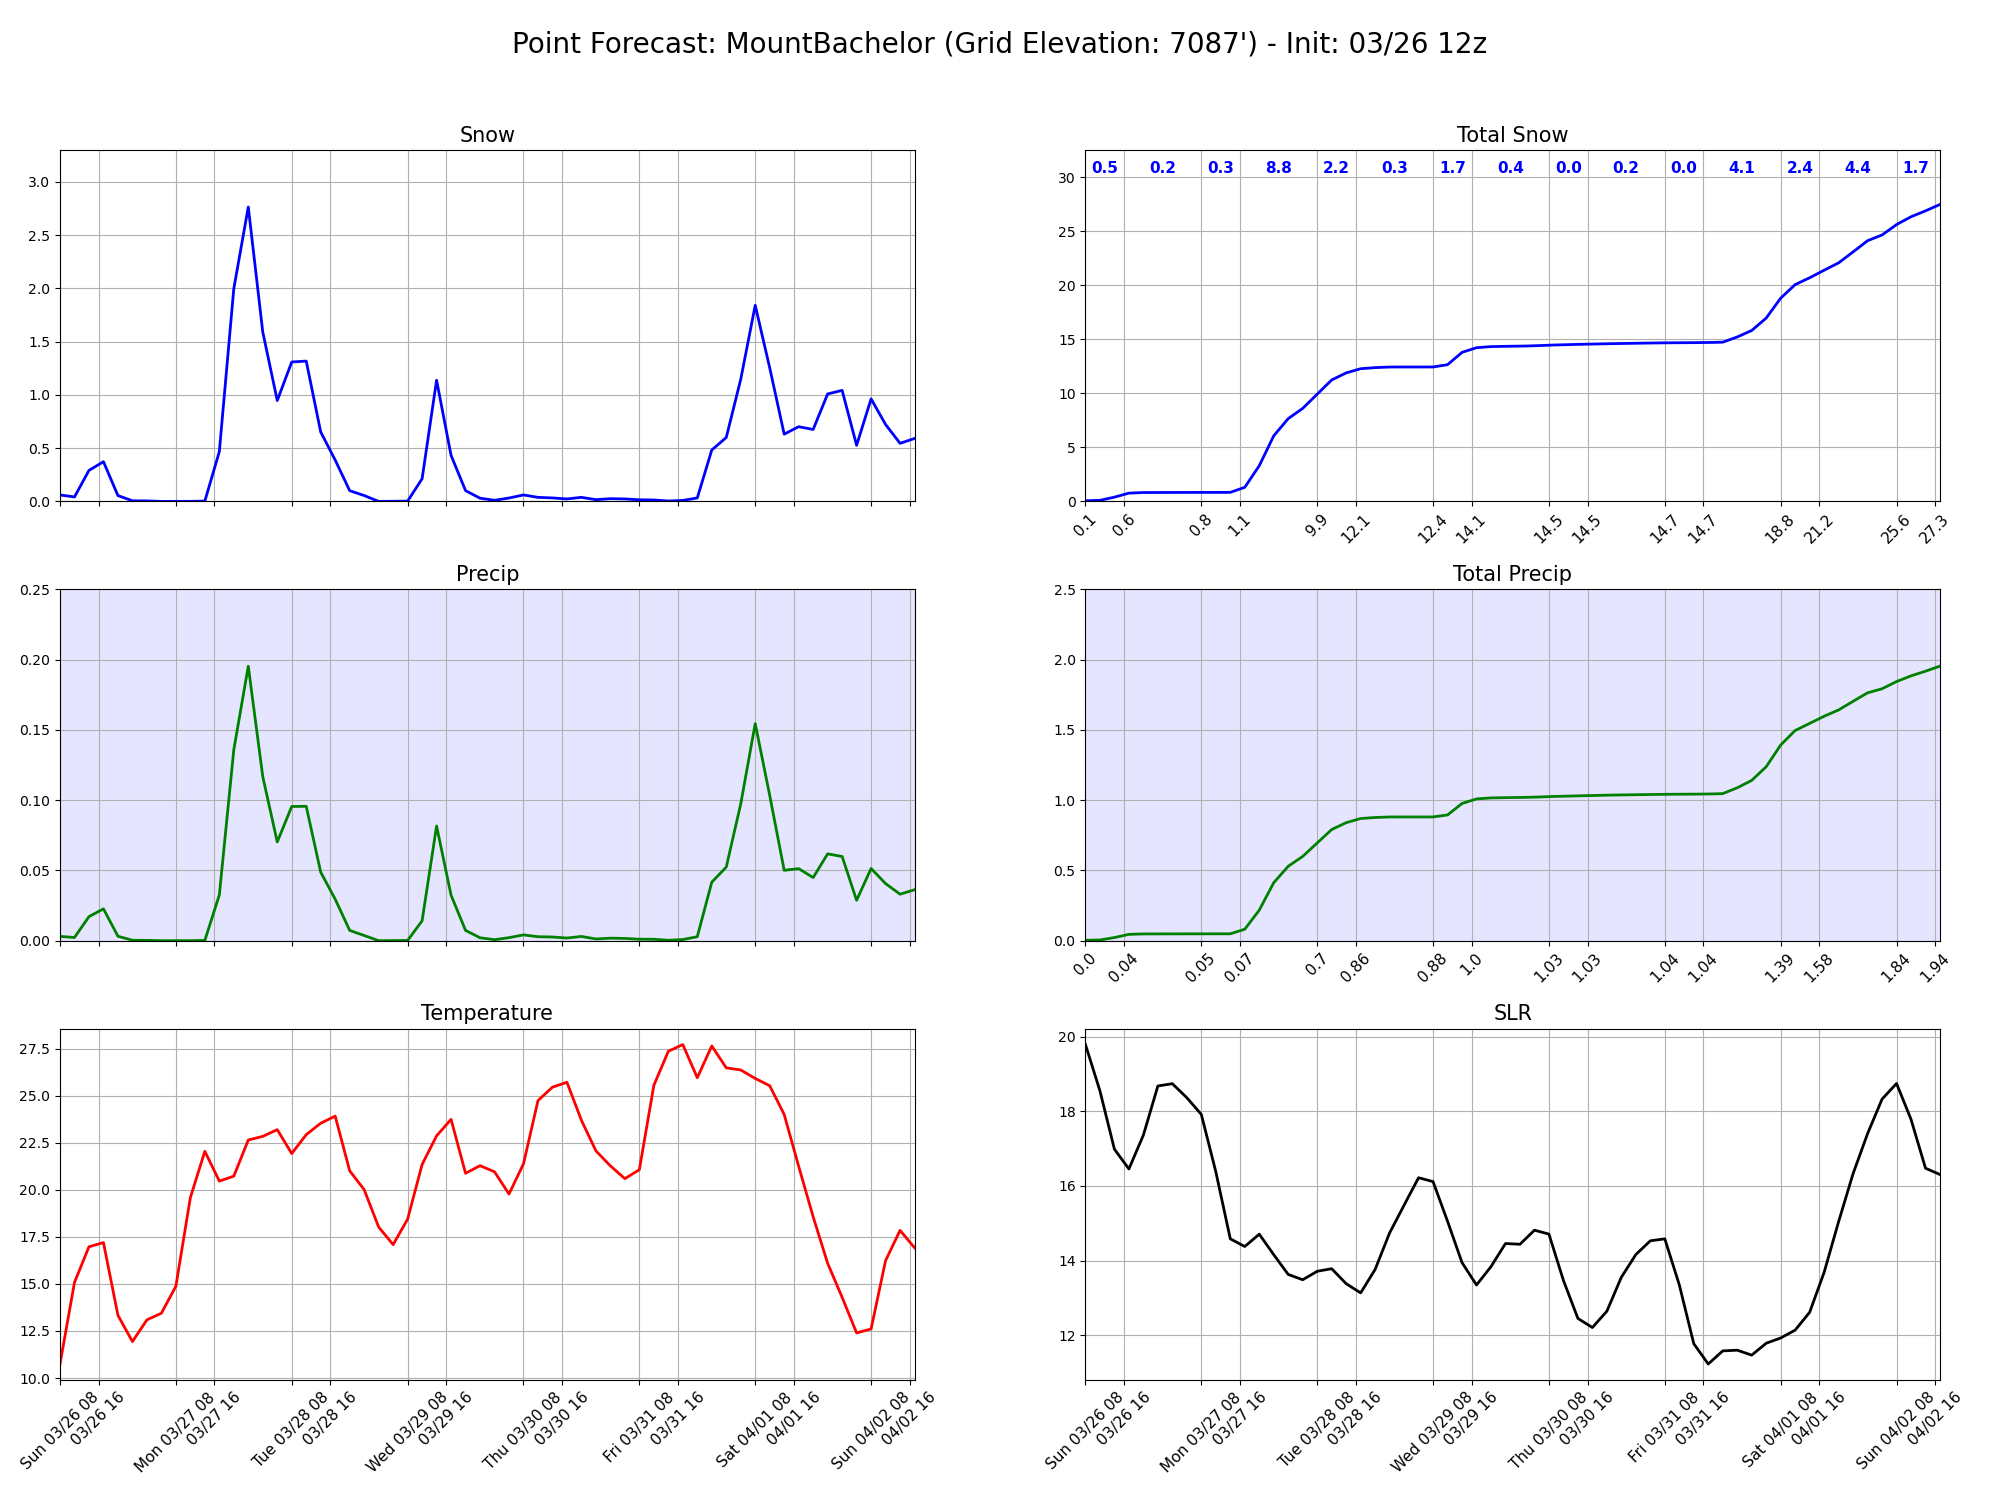 Point Forecast: MountBachelor (Grid Elevation: 7087') - Init: 03/26 12z
Snow
3.0
2.5
2.0
1.5
1.0
0.5
0.0
Total Snow
0.5 0.2 0.3 8.8 2.2 0.3 1.7 0.4 0.0 0.2 0.0 4.1 2.4 4.4 1.7
30
25
20
15
10
5
0
0.1 0.6 0.8 1.1 9.9 12.1 12.4 14.1 14.5 14.5 14.7 14.7 18.8 21.2 25.6 27.3
Precip
0.25
0.20
0.15
0.10
0.05
0.00
Total Precip
2.5
2.0
1.5
1.0
0.5
0.0
0.0 0.04 0.05 0.07 0.7 0.86 0.88 1.0 1.03 1.03 1.04 1.04 1.39 1.58 1.84 1.94
Temperature
27.5
25.0
22.5
20.0
17.5
15.0
12.5
10.0
Sun 03/26 08
03/26 16
Mon 03/27 08
03/27 16
Tue 03/28 08
03/28 16
Wed 03/29 08
03/29 16
Thu 03/30 08
03/30 16
Fri 03/31 08
03/31 16
Sat 04/01 08
04/01 16
Sun 04/02 08
04/02 16
SLR
20
18
16
14
12
Sun 03/26 08
03/26 16
Mon 03/27 08
03/27 16
Tue 03/28 08
03/28 16
Wed 03/29 08
03/29 16
Thu 03/30 08
03/30 16
Fri 03/31 08
03/31 16
Sat 04/01 08
04/01 16
Sun 04/02 08
04/02 16